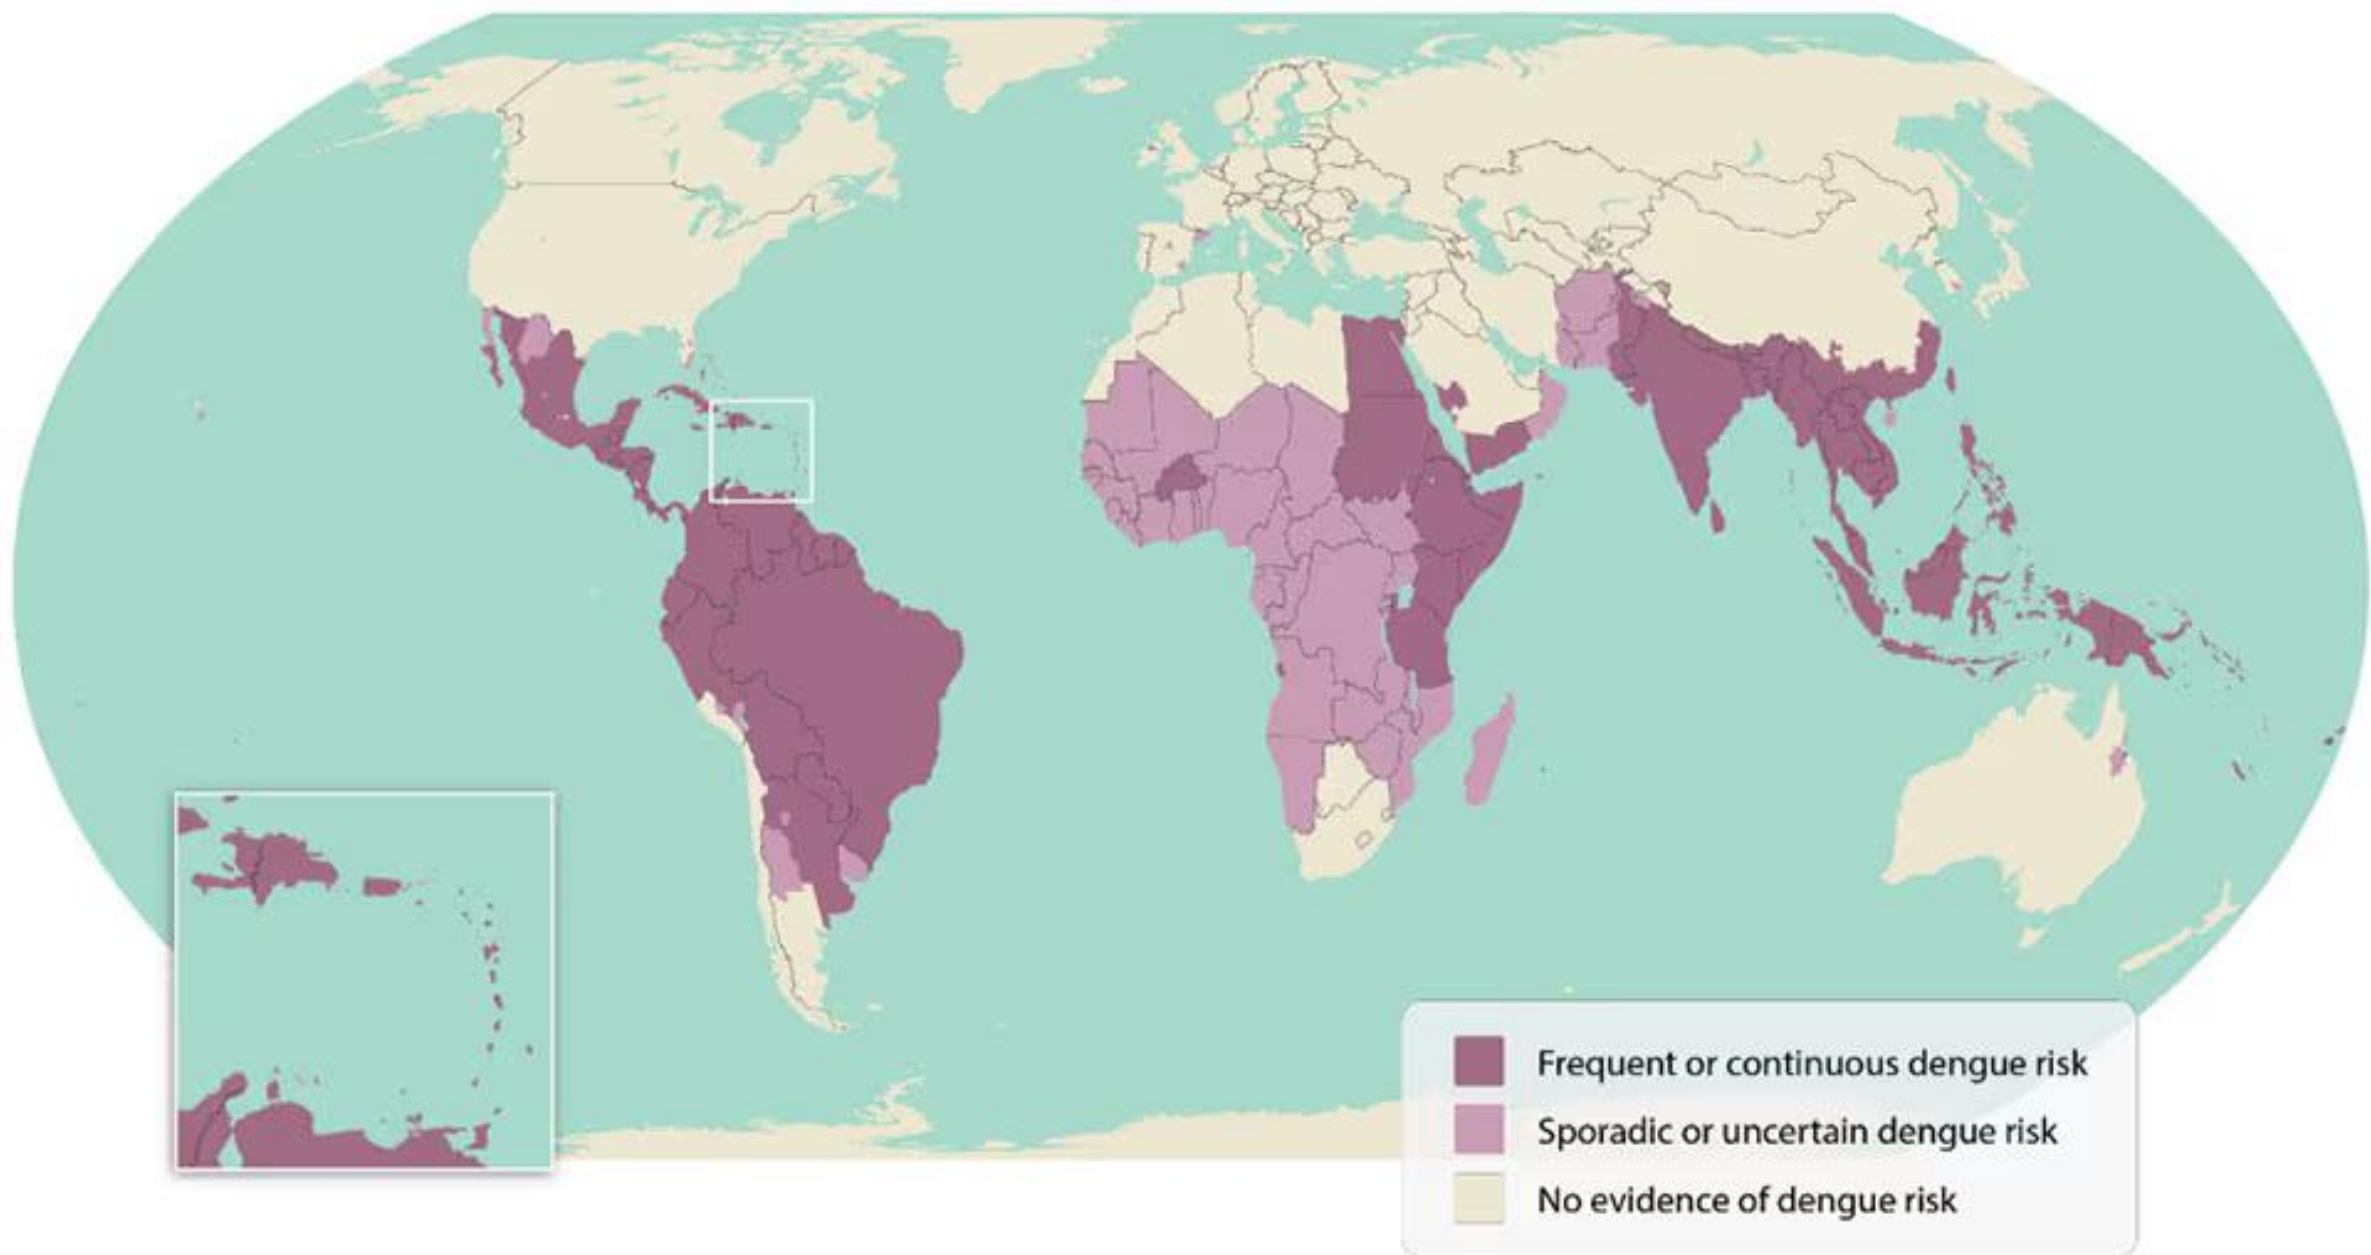 Frequent or continuous dengue risk
Sporadic or uncertain dengue risk
No evidence of dengue risk